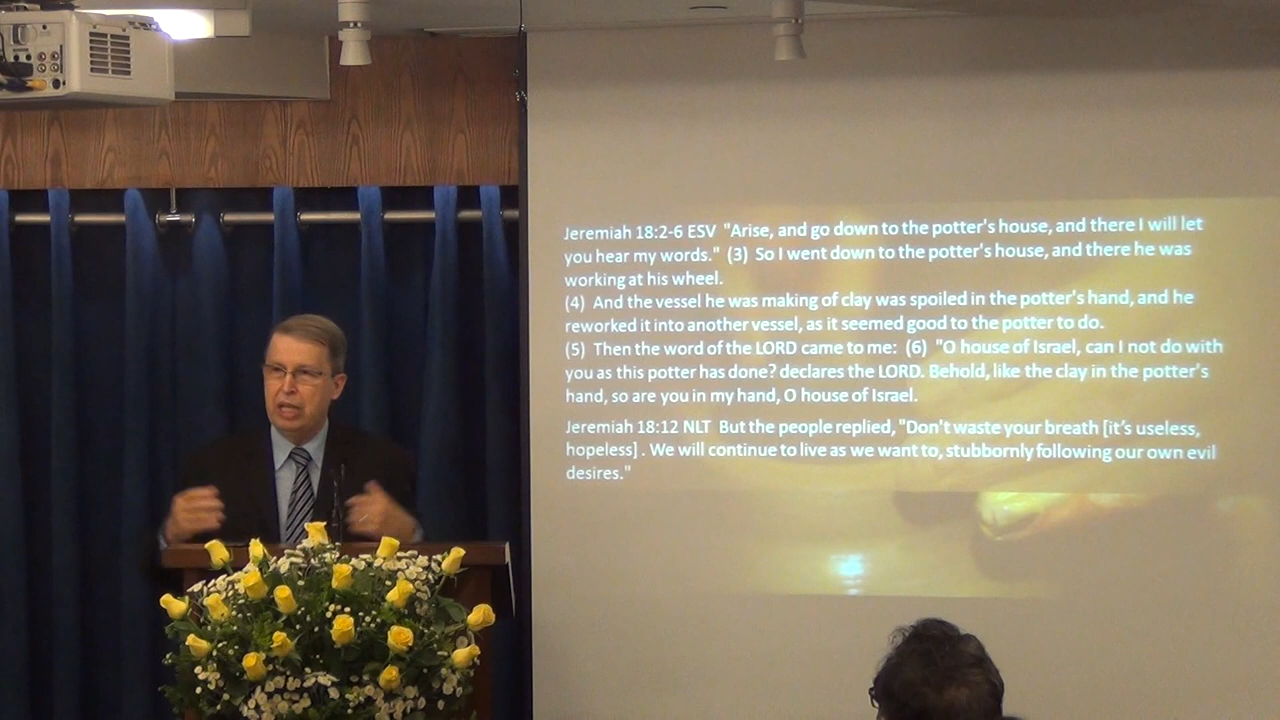 Jeremiah 18:2-6 ESV "Arise, and go down to the potter's house, and there I will let
you hear my words." (3) So I went down to the potter's house, and there he was
working at his wheel.
(4) And the vessel he was making of clay was spoiled in the potter's hand, and he
reworked it into another vessel, as it seemed good to the potter to do.
(5) Then the word of the LORD came to me: (6) "O house of Israel, can I not do with
you as this potter has done? declares the LORD. Behold, like the clay in the potter's
hand, so are you in my hand, O house of Israel.
Jeremiah 18:12 NLT But the people replied, "Don't waste your breath [it's useless,
hopeless] . We will continue to live as we want to, stubbornly following our own evil
desires."